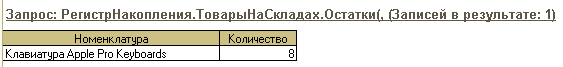 Запрос: РегистрНакопления.ТоварыНаСкладах.Остатки(, (Записей в результате: 1)
Номенклатура Количество
Клавиатура Apple Pro Keyboards 8